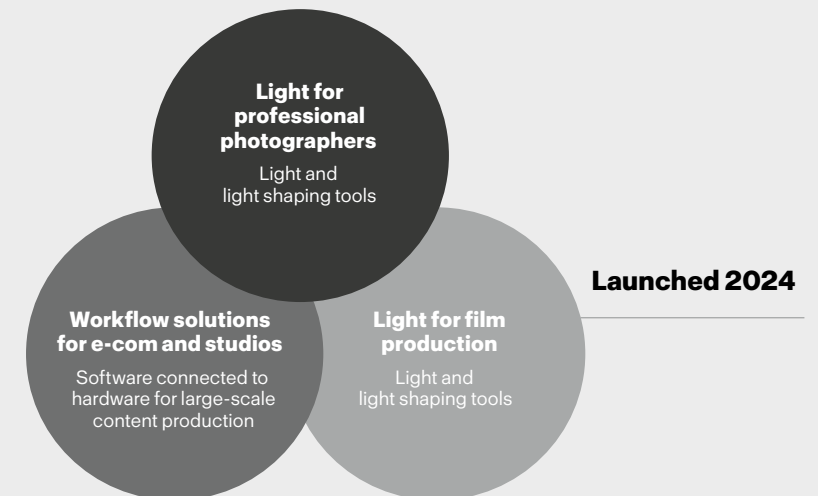 Light for
professional
photographers
Light and
light shaping tools
Launched 2024
Workflow solutions
for e-com and studios
Software connected to
hardware for large-scale
content production
Light for film
production
Light and
light shaping tools